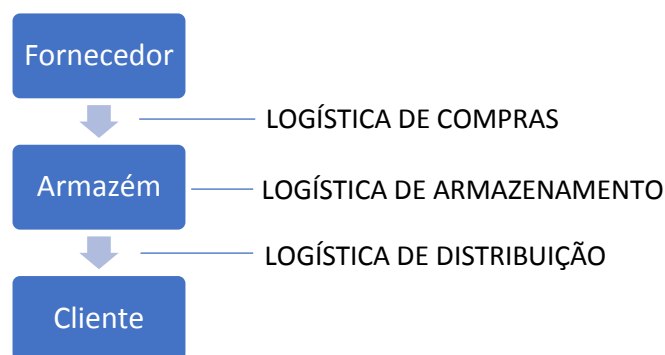 Fornecedor
LOGÍSTICA DE COMPRAS
Armazém
LOGÍSTICA DE ARMAZENAMENTO
LOGÍSTICA DE DISTRIBUIÇÃO
Cliente